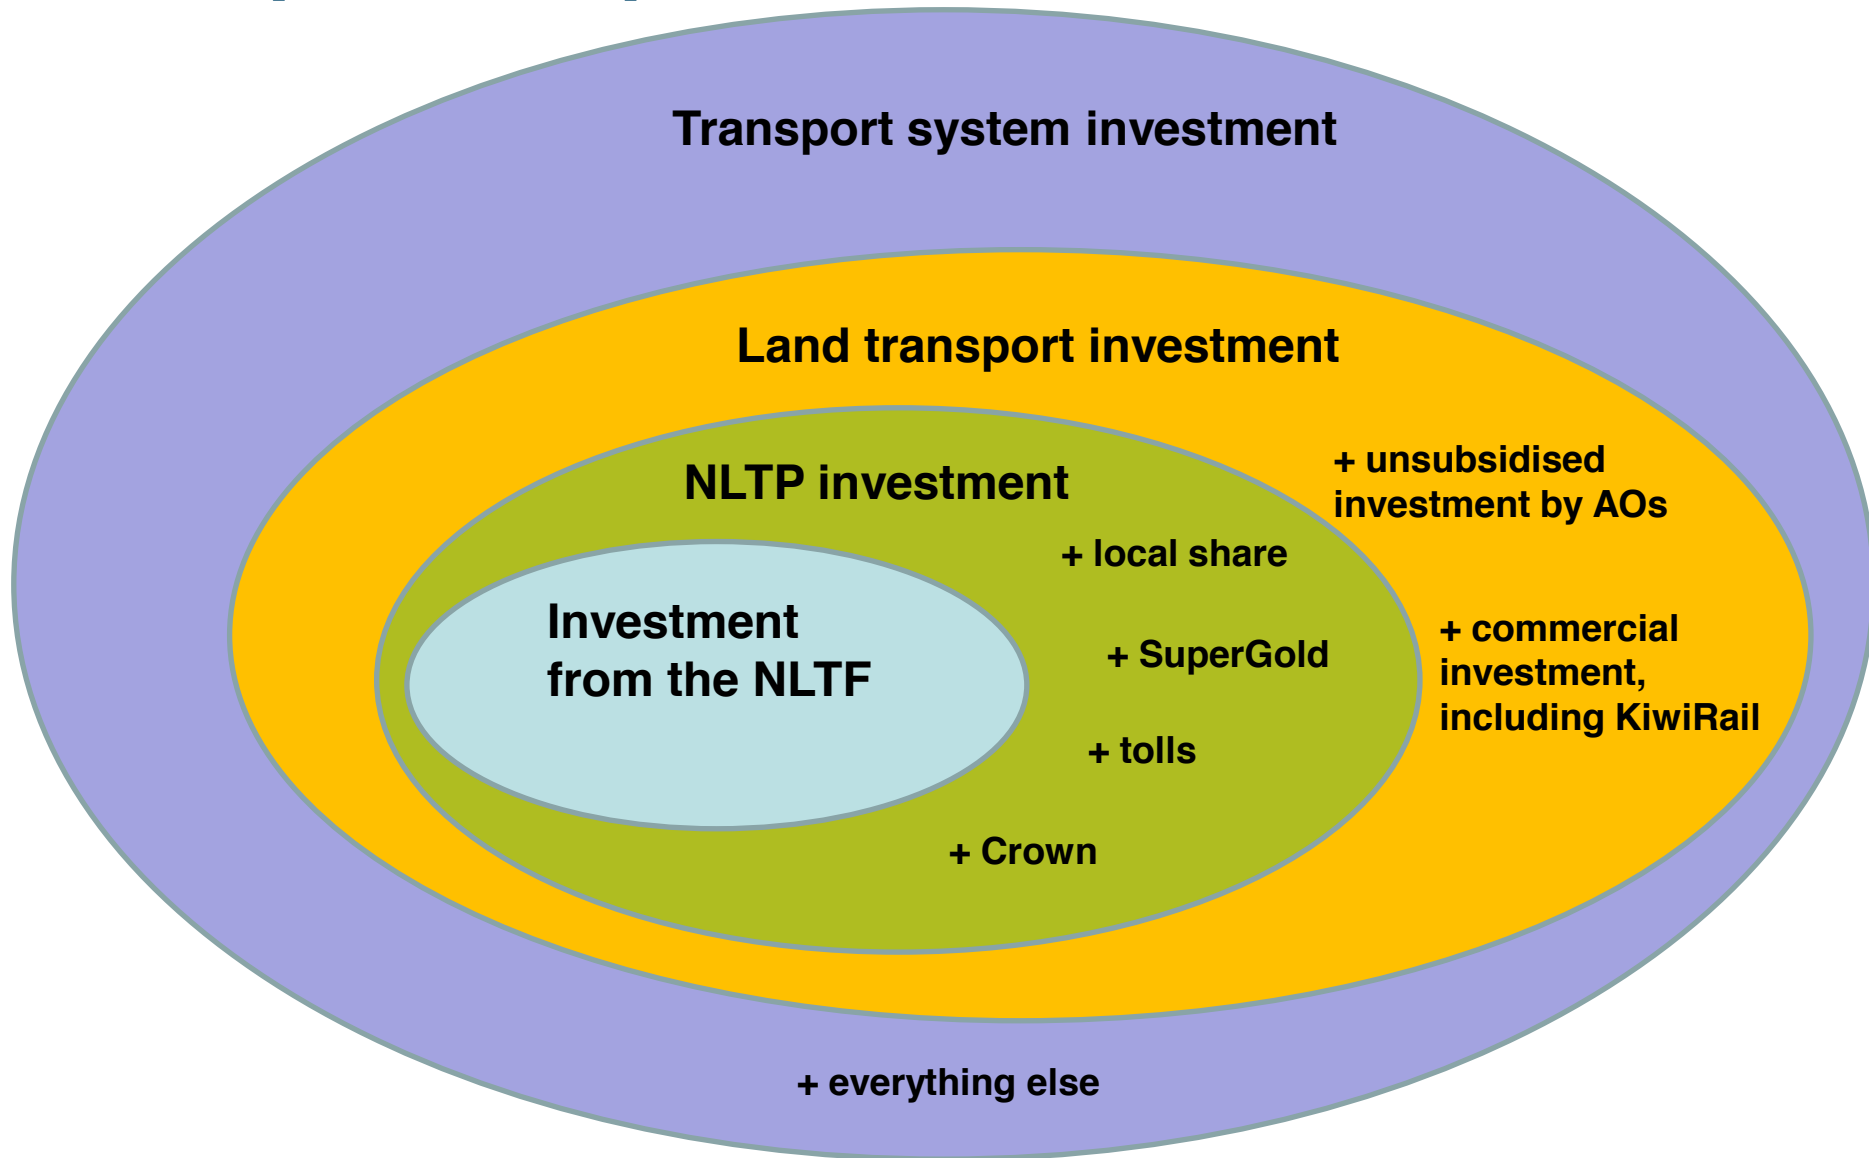 Transport system investment
Land transport investment
NLTP investment
+ unsubsidised
investment by AOs
+ local share
Investment
from the NLTF
+ commercial
investment,
including KiwiRail
+ SuperGold
+ tolls
+ Crown
+ everything else